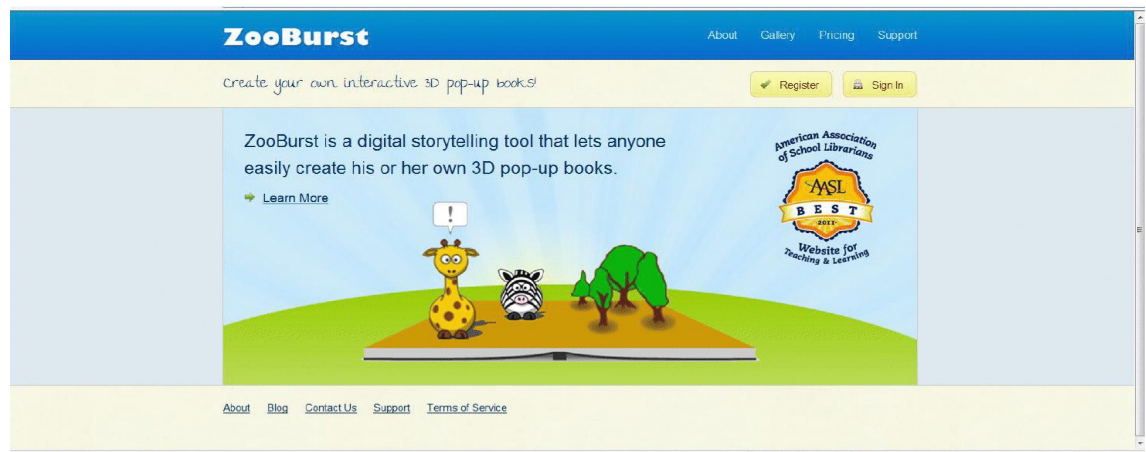 ZooBurst
About Gallery Pricing Support
Create your own interactive 3D pop-up books!
Register Sign In
ZooBurst is a digital storytelling tool that lets anyone
easily create his or her own 3D pop-up books.
Learn More
!
American Association
of School Librarians
AASL
BEST
2011
Website for
Teaching & Learning
About Blog Contact Us Support Terms of Service